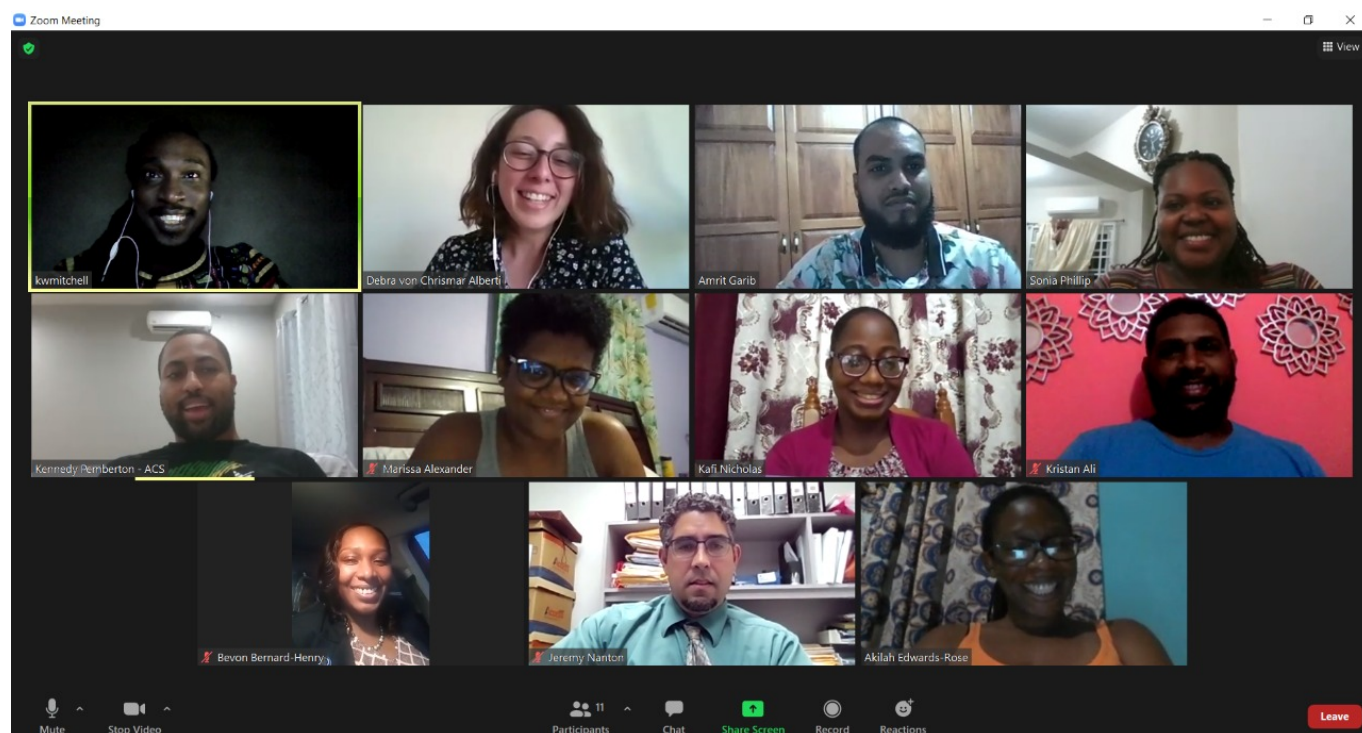 Zoom Meeting
View
kwmitchell
Debra von Chrismar Alberti
Amrit Garib
Sonia Phillip
Kennedy Pemberton - ACS
Marissa Alexander
Kafi Nicholas
Kristan Ali
Bevon Bernard-Henry
Jeremy Nanton
Akilah Edwards-Rose
11
Mute
Stop Video
Participants
Chat
Share Screen
Record
Reactions
Leave